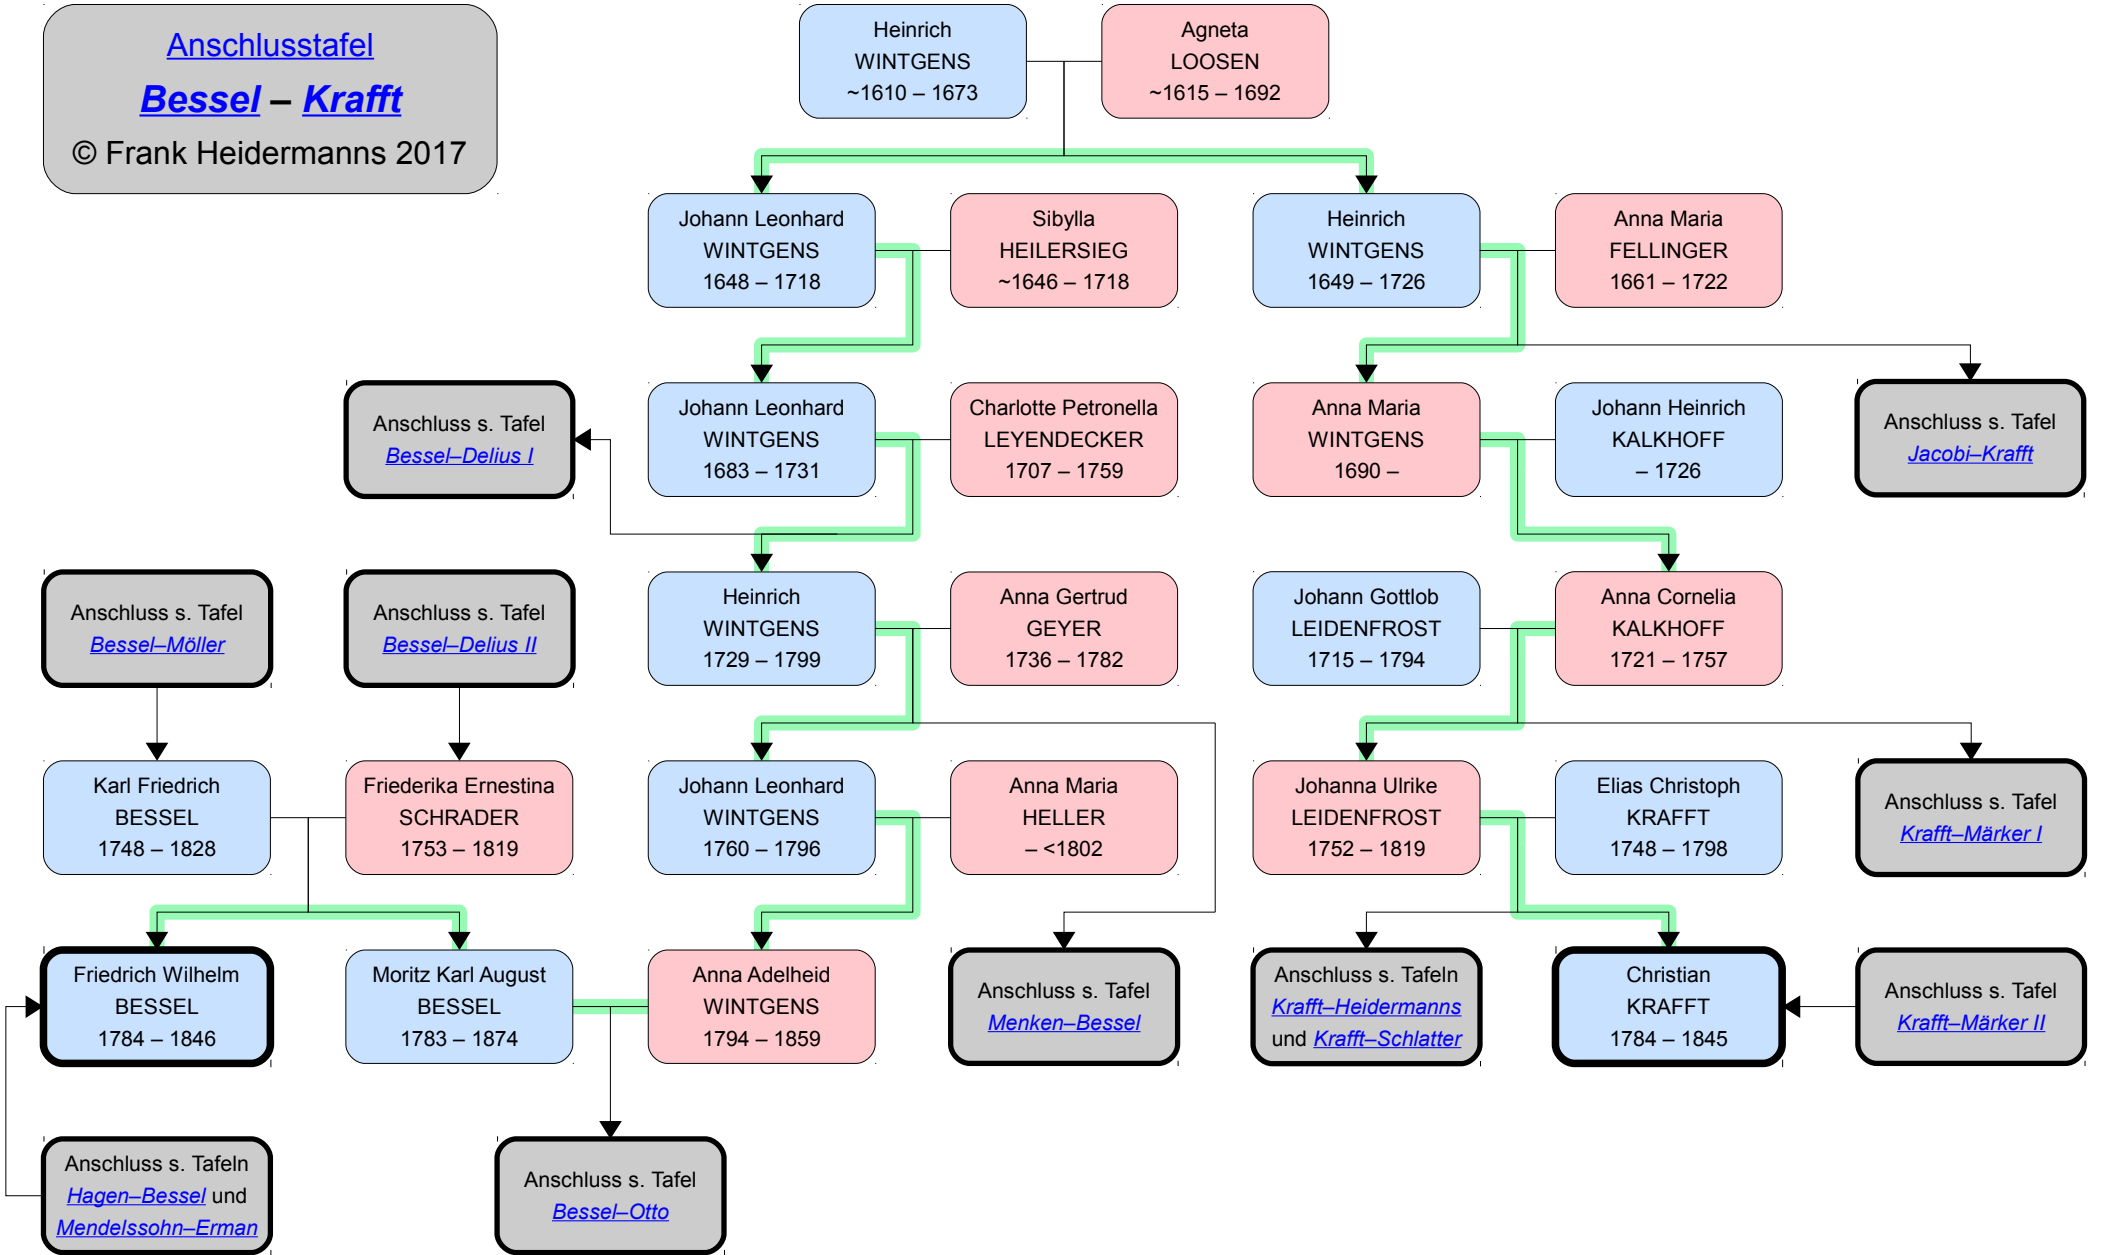 Anschlusstafel
Bessel – Krafft
© Frank Heidermanns 2017
Heinrich
WINTGENS
~1610 – 1673
Agneta
LOOSEN
~1615 – 1692
Johann Leonhard
WINTGENS
1648 – 1718
Sibylla
HEILERSIEG
~1646 – 1718
Heinrich
WINTGENS
1649 – 1726
Anna Maria
FELLINGER
1661 – 1722
Anschluss s. Tafel
Bessel–Delius I
Johann Leonhard
WINTGENS
1683 – 1731
Charlotte Petronella
LEYENDECKER
1707 – 1759
Anna Maria
WINTGENS
1690 –
Johann Heinrich
KALKHOFF
– 1726
Anschluss s. Tafel
Jacobi–Krafft
Anschluss s. Tafel
Bessel–Möller
Anschluss s. Tafel
Bessel–Delius II
Heinrich
WINTGENS
1729 – 1799
Anna Gertrud
GEYER
1736 – 1782
Johann Gottlob
LEIDENFROST
1715 – 1794
Anna Cornelia
KALKHOFF
1721 – 1757
Karl Friedrich
BESSEL
1748 – 1828
Friederika Ernestina
SCHRADER
1753 – 1819
Johann Leonhard
WINTGENS
1760 – 1796
Anna Maria
HELLER
– <1802
Johanna Ulrike
LEIDENFROST
1752 – 1819
Elias Christoph
KRAFFT
1748 – 1798
Anschluss s. Tafel
Krafft–Märker I
Friedrich Wilhelm
BESSEL
1784 – 1846
Moritz Karl August
BESSEL
1783 – 1874
Anna Adelheid
WINTGENS
1794 – 1859
Anschluss s. Tafel
Menken–Bessel
Anschluss s. Tafeln
Krafft–Heidermanns
und Krafft–Schlatter
Christian
KRAFFT
1784 – 1845
Anschluss s. Tafel
Krafft–Märker II
Anschluss s. Tafeln
Hagen–Bessel und
Mendelssohn–Erman
Anschluss s. Tafel
Bessel–Otto